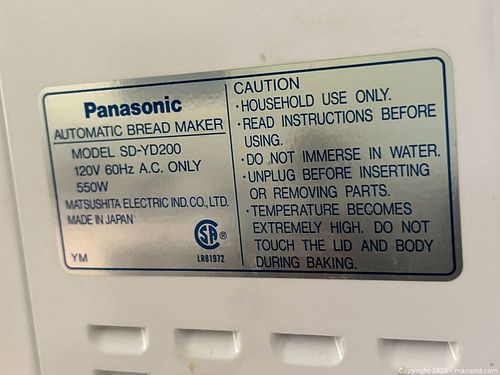 Panasonic
AUTOMATIC BREAD MAKER
MODEL SD-YD200
120V 60Hz A.C. ONLY
550W
MATSUSHITA ELECTRIC IND.CO.,LTD.
MADE IN JAPAN
SA ®
YM
LR81972
CAUTION
·HOUSEHOLD USE ONLY.
·READ INSTRUCTIONS BEFORE
USING.
·DO NOT IMMERSE IN WATER.
·UNPLUG BEFORE INSERTING
OR REMOVING PARTS.
·TEMPERATURE BECOMES
EXTREMELY HIGH. DO NOT
TOUCH THE LID AND BODY
DURING BAKING.
Copyright 2025 - maxsold.com